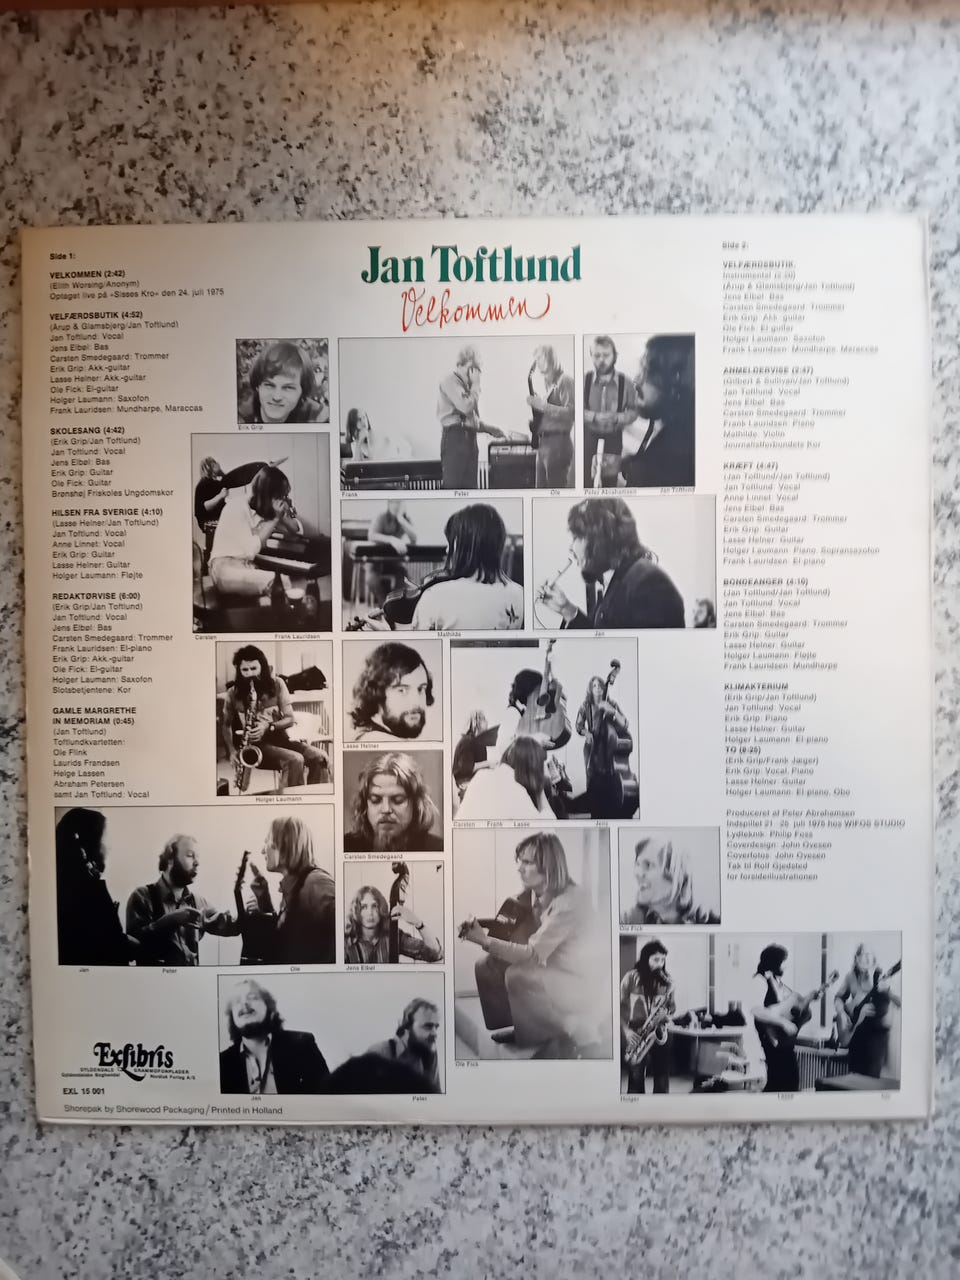 Jan Toftlund
Velkommen
Side 1:
VELKOMMEN (2:42)
(Ellih Worsing/Anonym)
Optaget live på »Sisses Kro« den 24. juli 1975
VELFÆRDSBUTIK (4:52)
(Arup & Glamsbjerg/Jan Toftlund)
Jan Toftlund: Vocal
Jens Elbøl: Bas
Carsten Smedegaard: Trommer
Erik Grip: Akk.-guitar
Lasse Helner: Akk.-guitar
Ole Fick: El-guitar
Holger Laumann: Saxofon
Frank Lauridsen: Mundharpe, Maraccas
SKOLESANG (4:42)
(Erik Grip/Jan Toftlund)
Jan Toftlund: Vocal
Jens Elbøl: Bas
Erik Grip: Guitar
Ole Fick: Guitar
Brønshøj Friskoles Ungdomskor
HILSEN FRA SVERIGE (4:10)
(Lasse Helner/Jan Toftlund)
Jan Toftlund: Vocal
Anne Linnet: Vocal
Erik Grip: Guitar
Lasse Helner: Guitar
Holger Laumann: Fløjte
REDAKTØRVISE (6:00)
(Erik Grip/Jan Toftlund)
Jan Toftlund: Vocal
Jens Elbøl: Bas
Carsten Smedegaard: Trommer
Frank Lauridsen: El-piano
Erik Grip: Akk.-guitar
Ole Fick: El-guitar
Holger Laumann: Saxofon
Slotsbetjentene: Kor
GAMLE MARGRETHE
IN MEMORIAM (0:45)
(Jan Toftlund)
Toftlundkvartetten:
Ole Flink
Laurids Frandsen
Helge Lassen
Abraham Petersen
samt Jan Toftlund: Vocal
Erik Grip
Frank Peter Ole
Peter Abrahamsen Jan Toftlund
Carsten Frank Lauridsen
Mathilde
Jan
Holger Laumann
Lasse Helner
Carsten Smedegaard
Carsten Frank Lasse Jens
Jan Peter Ole
Jens Elbøl
Ole Fick
Ole Fick
Jan Peter
Holger
Side 2:
VELFÆRDSBUTIK,
Instrumental (2:20)
(Arup & Glamsbjerg/Jan Toftlund)
Jens Elbøl: Bas
Carsten Smedegaard: Trommer
Erik Grip: Akk. guitar
Ole Fick: El guitar
Holger Laumann: Saxofon
Frank Lauridsen: Mundharpe, Maraccas
ANMELDERVISE (2:47)
(Gilbert & Sullivan/Jan Toftlund)
Jan Toftlund: Vocal
Jens Elbøl: Bas
Carsten Smedegaard: Trommer
Frank Lauridsen: Piano
Mathilde: Violin
Journalistforbundets Kor
KRÆFT (4:47)
(Jan Toftlund/Jan Toftlund)
Jan Toftlund: Vocal
Anne Linnet: Vocal
Jens Elbøl: Bas
Carsten Smedegaard: Trommer
Erik Grip: Guitar
Lasse Helner: Guitar
Holger Laumann: Piano, Sopransaxofon
Frank Lauridsen: El piano
BONDEANGER (4:10)
(Jan Toftlund/Jan Toftlund)
Jan Toftlund: Vocal
Jens Elbøl: Bas
Carsten Smedegaard: Trommer
Erik Grip: Guitar
Lasse Helner: Guitar
Holger Laumann: Fløjte
Frank Lauridsen: Mundharpe
KLIMAKTERIUM
(Erik Grip/Jan Toftlund)
Jan Toftlund: Vocal
Erik Grip: Piano
Lasse Helner: Guitar
Holger Laumann: El-piano
TO (8:25)
(Erik Grip/Frank Jæger)
Erik Grip: Vocal, Piano
Lasse Helner: Guitar
Holger Laumann: El piano, Obo
Produceret af Peter Abrahamsen
Indspillet 21 - 25. juli 1975 hos WIFOS STUDIO
Lydteknik: Philip Foss
Coverdesign: John Ovesen
Coverfotos: John Ovesen
Tak til Rolf Gjedsted
for forsideillustrationen
Exlibris
GYLDENDALS GRAMMOFONPLADER
Gyldendalske Boghandel Nordisk Forlag A/S
EXL 15 001
Shorepak by Shorewood Packaging/Printed in Holland